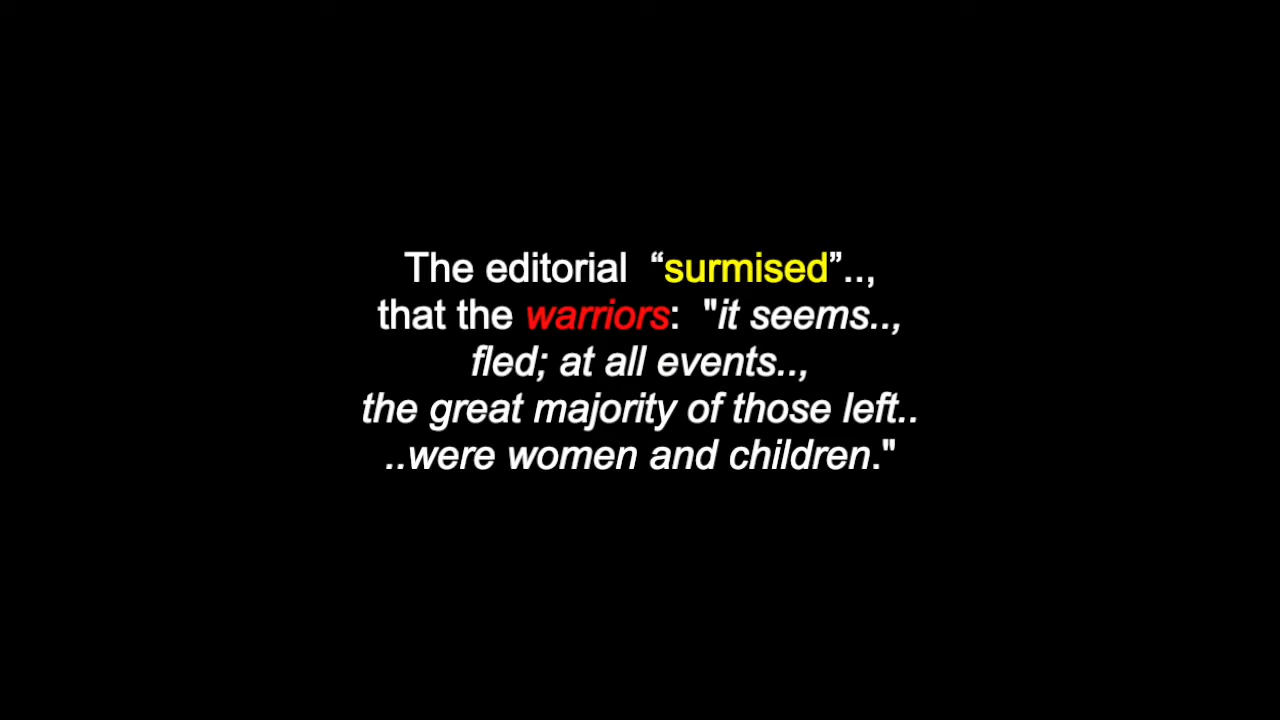 The editorial  “surmised”..,
that the warriors:  "it seems..,
fled; at all events..,
the great majority of those left..
..were women and children."